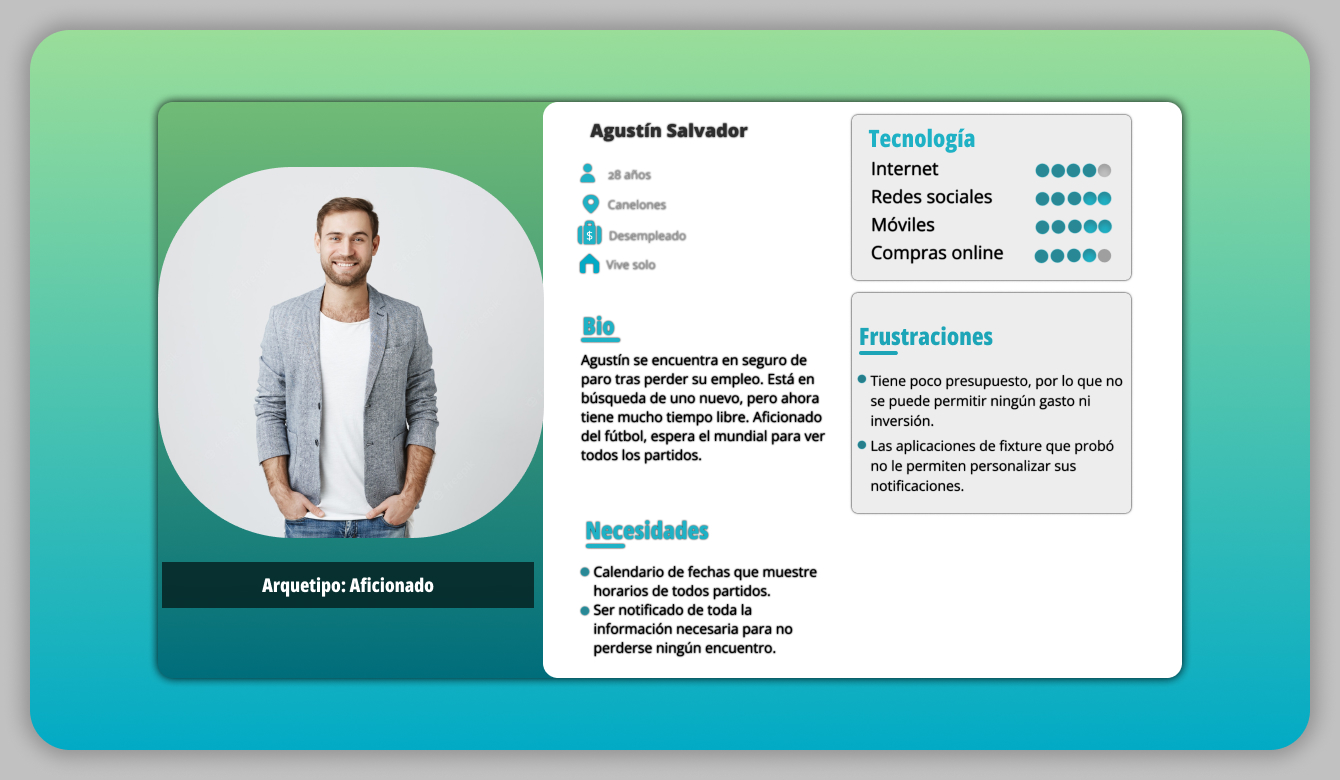 Agustín Salvador
28 años
Canelones
$
Desempleado
Vive solo
Bio
Agustín se encuentra en seguro de
paro tras perder su empleo. Está en
búsqueda de uno nuevo, pero ahora
tiene mucho tiempo libre. Aficionado
del fútbol, espera el mundial para ver
todos los partidos.
Necesidades
Calendario de fechas que muestre
horarios de todos partidos.
Ser notificado de toda la
información necesaria para no
perderse ningún encuentro.
Tecnología
Internet
Redes sociales
Móviles
Compras online
Frustraciones
Tiene poco presupuesto, por lo que no
se puede permitir ningún gasto ni
inversión.
Las aplicaciones de fixture que probó
no le permiten personalizar sus
notificaciones.
Arquetipo: Aficionado